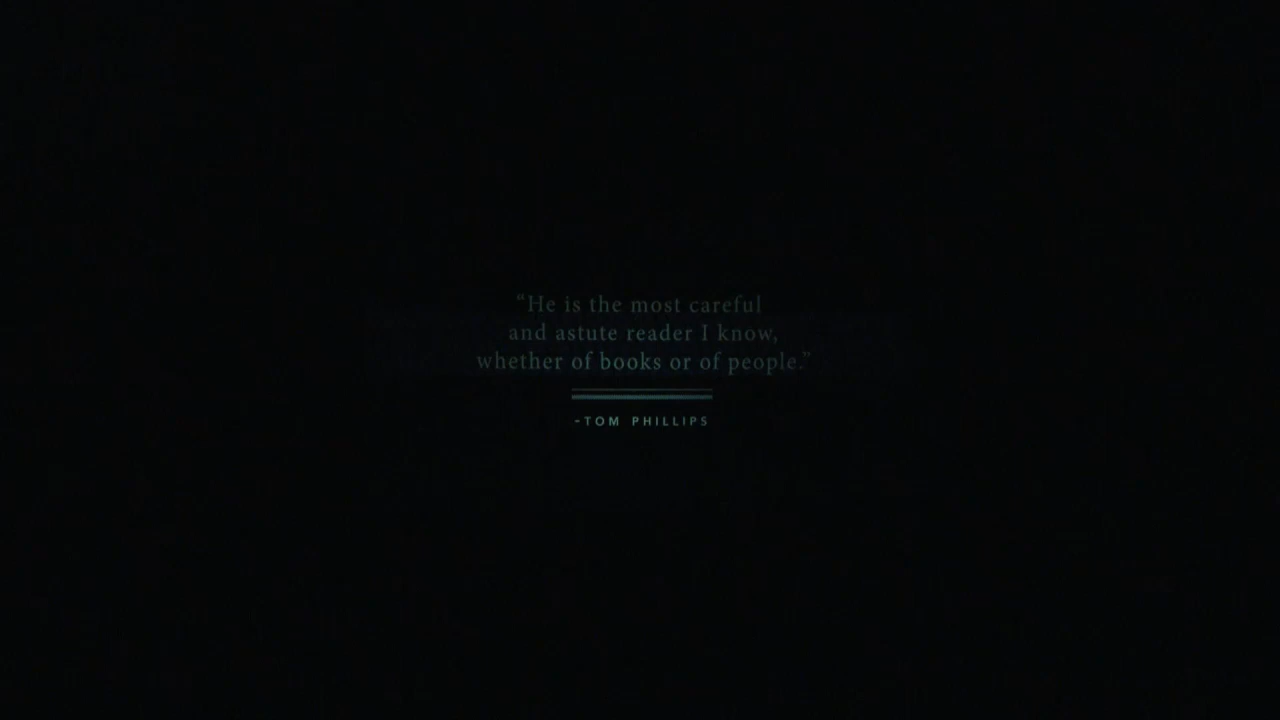 “He is the most careful
and astute reader I know,
whether of books or of people.”
-TOM PHILLIPS